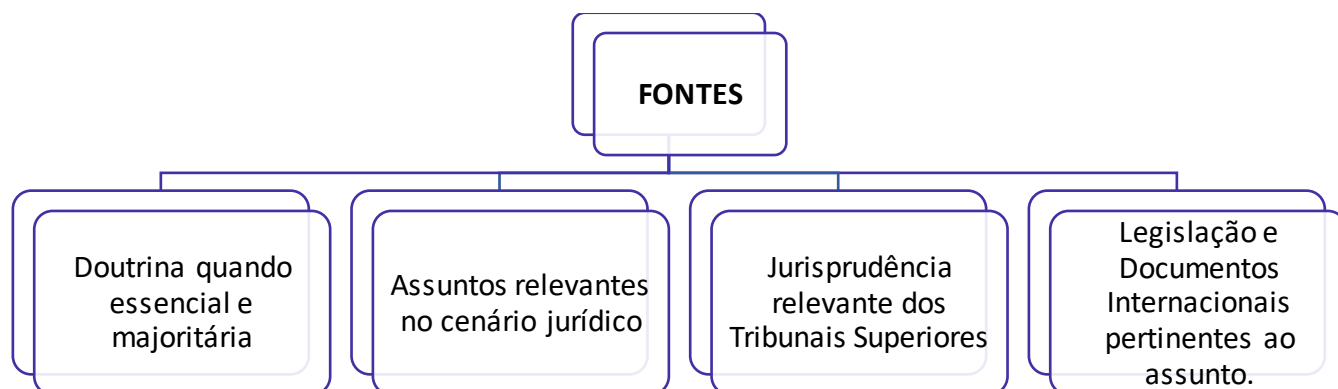 FONTES
Doutrina quando
essencial e
majoritária
Assuntos relevantes
no cenário jurídico
Jurisprudência
relevante dos
Tribunais Superiores
Legislação e
Documentos
Internacionais
pertinentes ao
assunto.